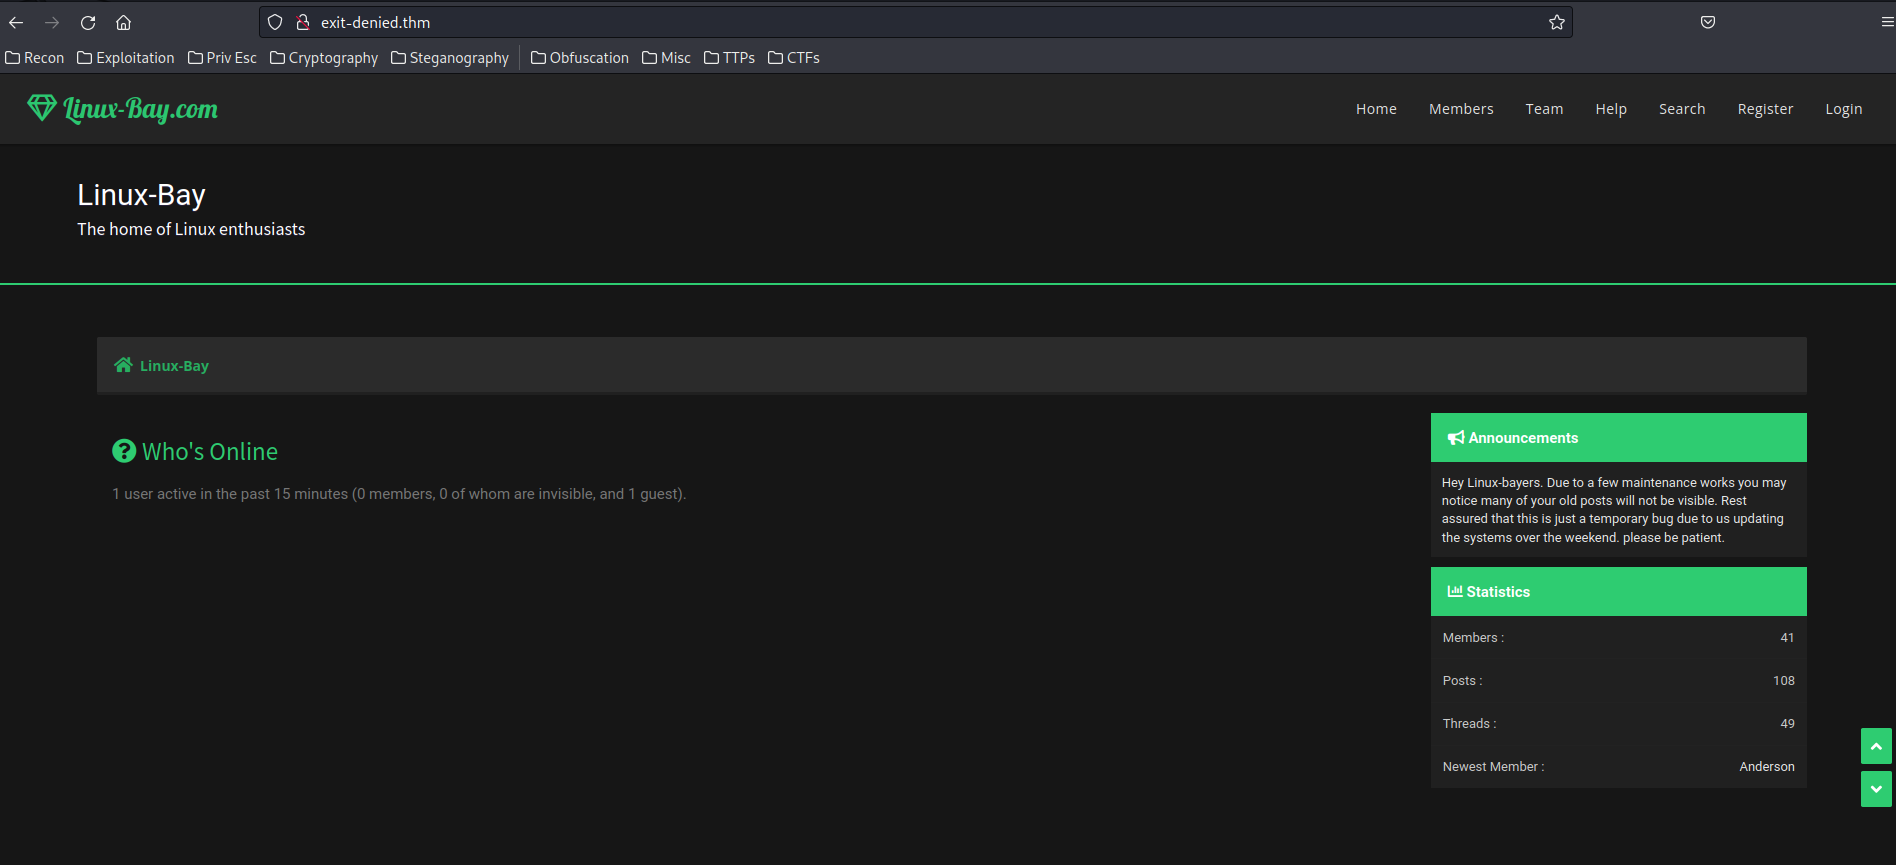 exit-denied.thm
Recon Exploitation Priv Esc Cryptography Steganography Obfuscation Misc TTPs CTFs
Linux-Bay.com Home Members Team Help Search Register Login
Linux-Bay
The home of Linux enthusiasts
Linux-Bay
Who's Online
1 user active in the past 15 minutes (0 members, 0 of whom are invisible, and 1 guest).
Announcements
Hey Linux-bayers. Due to a few maintenance works you may
notice many of your old posts will not be visible. Rest
assured that this is just a temporary bug due to us updating
the systems over the weekend. please be patient.
Statistics
Members : 41
Posts : 108
Threads : 49
Newest Member : Anderson